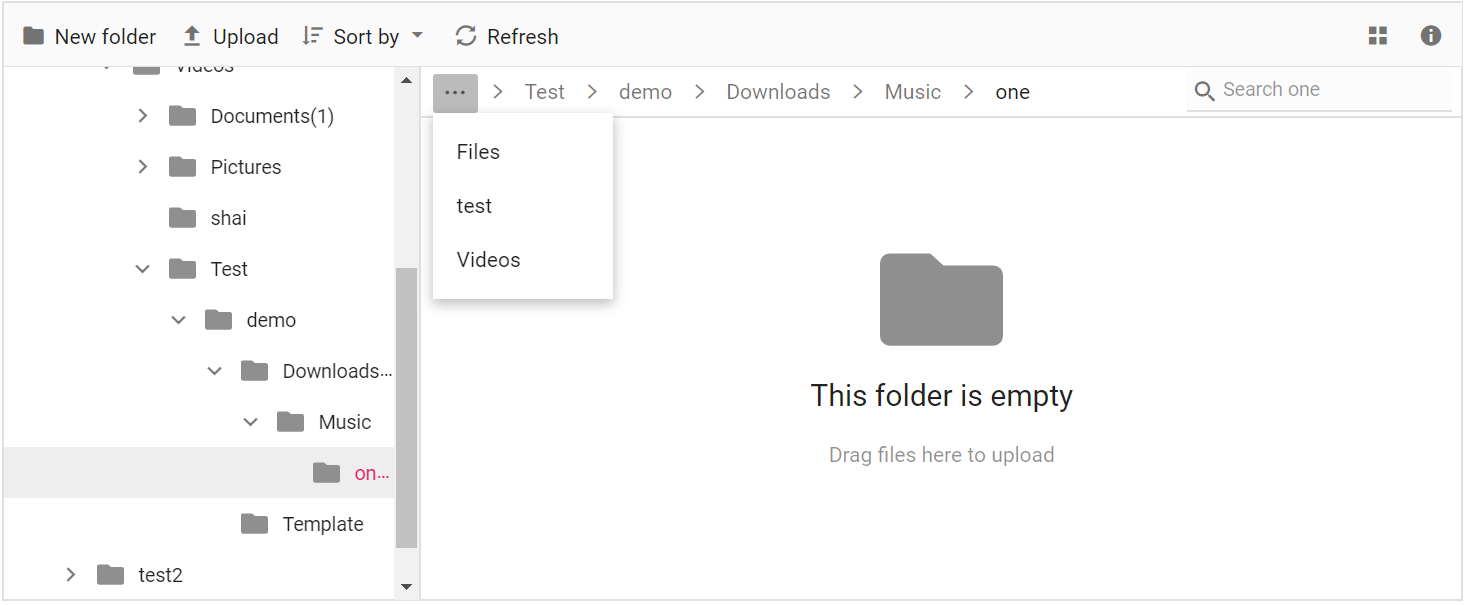 New folder Upload Sort by Refresh
Videos
Documents(1)
Pictures
shai
Test
demo
Downloads...
Music
on...
Template
test2
... > Test > demo > Downloads > Music > one
Search one
Files
test
Videos
This folder is empty
Drag files here to upload